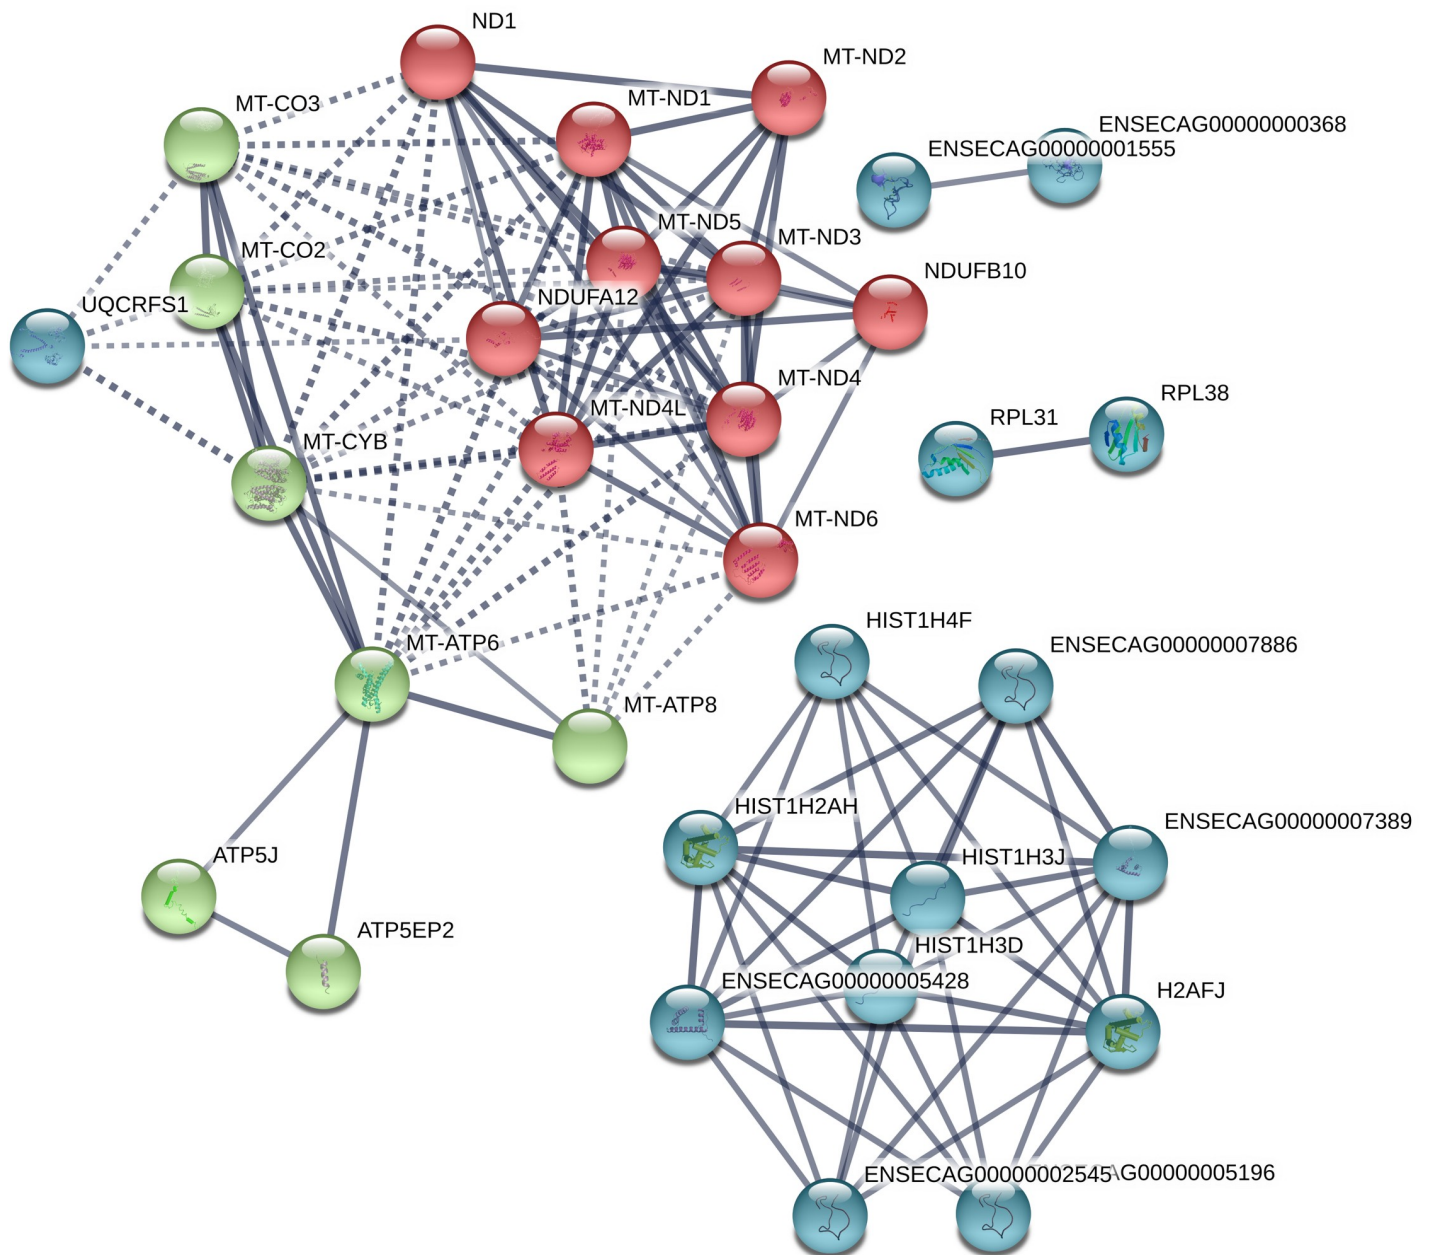 ND1
MT-ND2
MT-CO3
MT-ND1
ENSECAG00000000368
ENSECAG00000001555
MT-ND5
MT-ND3
MT-CO2
NDUFB10
UQCRFS1
NDUFA12
MT-ND4
RPL38
MT-ND4L
RPL31
MT-CYB
MT-ND6
HIST1H4F
MT-ATP6
ENSECAG00000007886
MT-ATP8
HIST1H2AH
ENSECAG00000007389
ATP5J
HIST1H3J
ATP5EP2
HIST1H3D
ENSECAG00000005428
H2AFJ
ENSECAG00000002545
AG00000005196